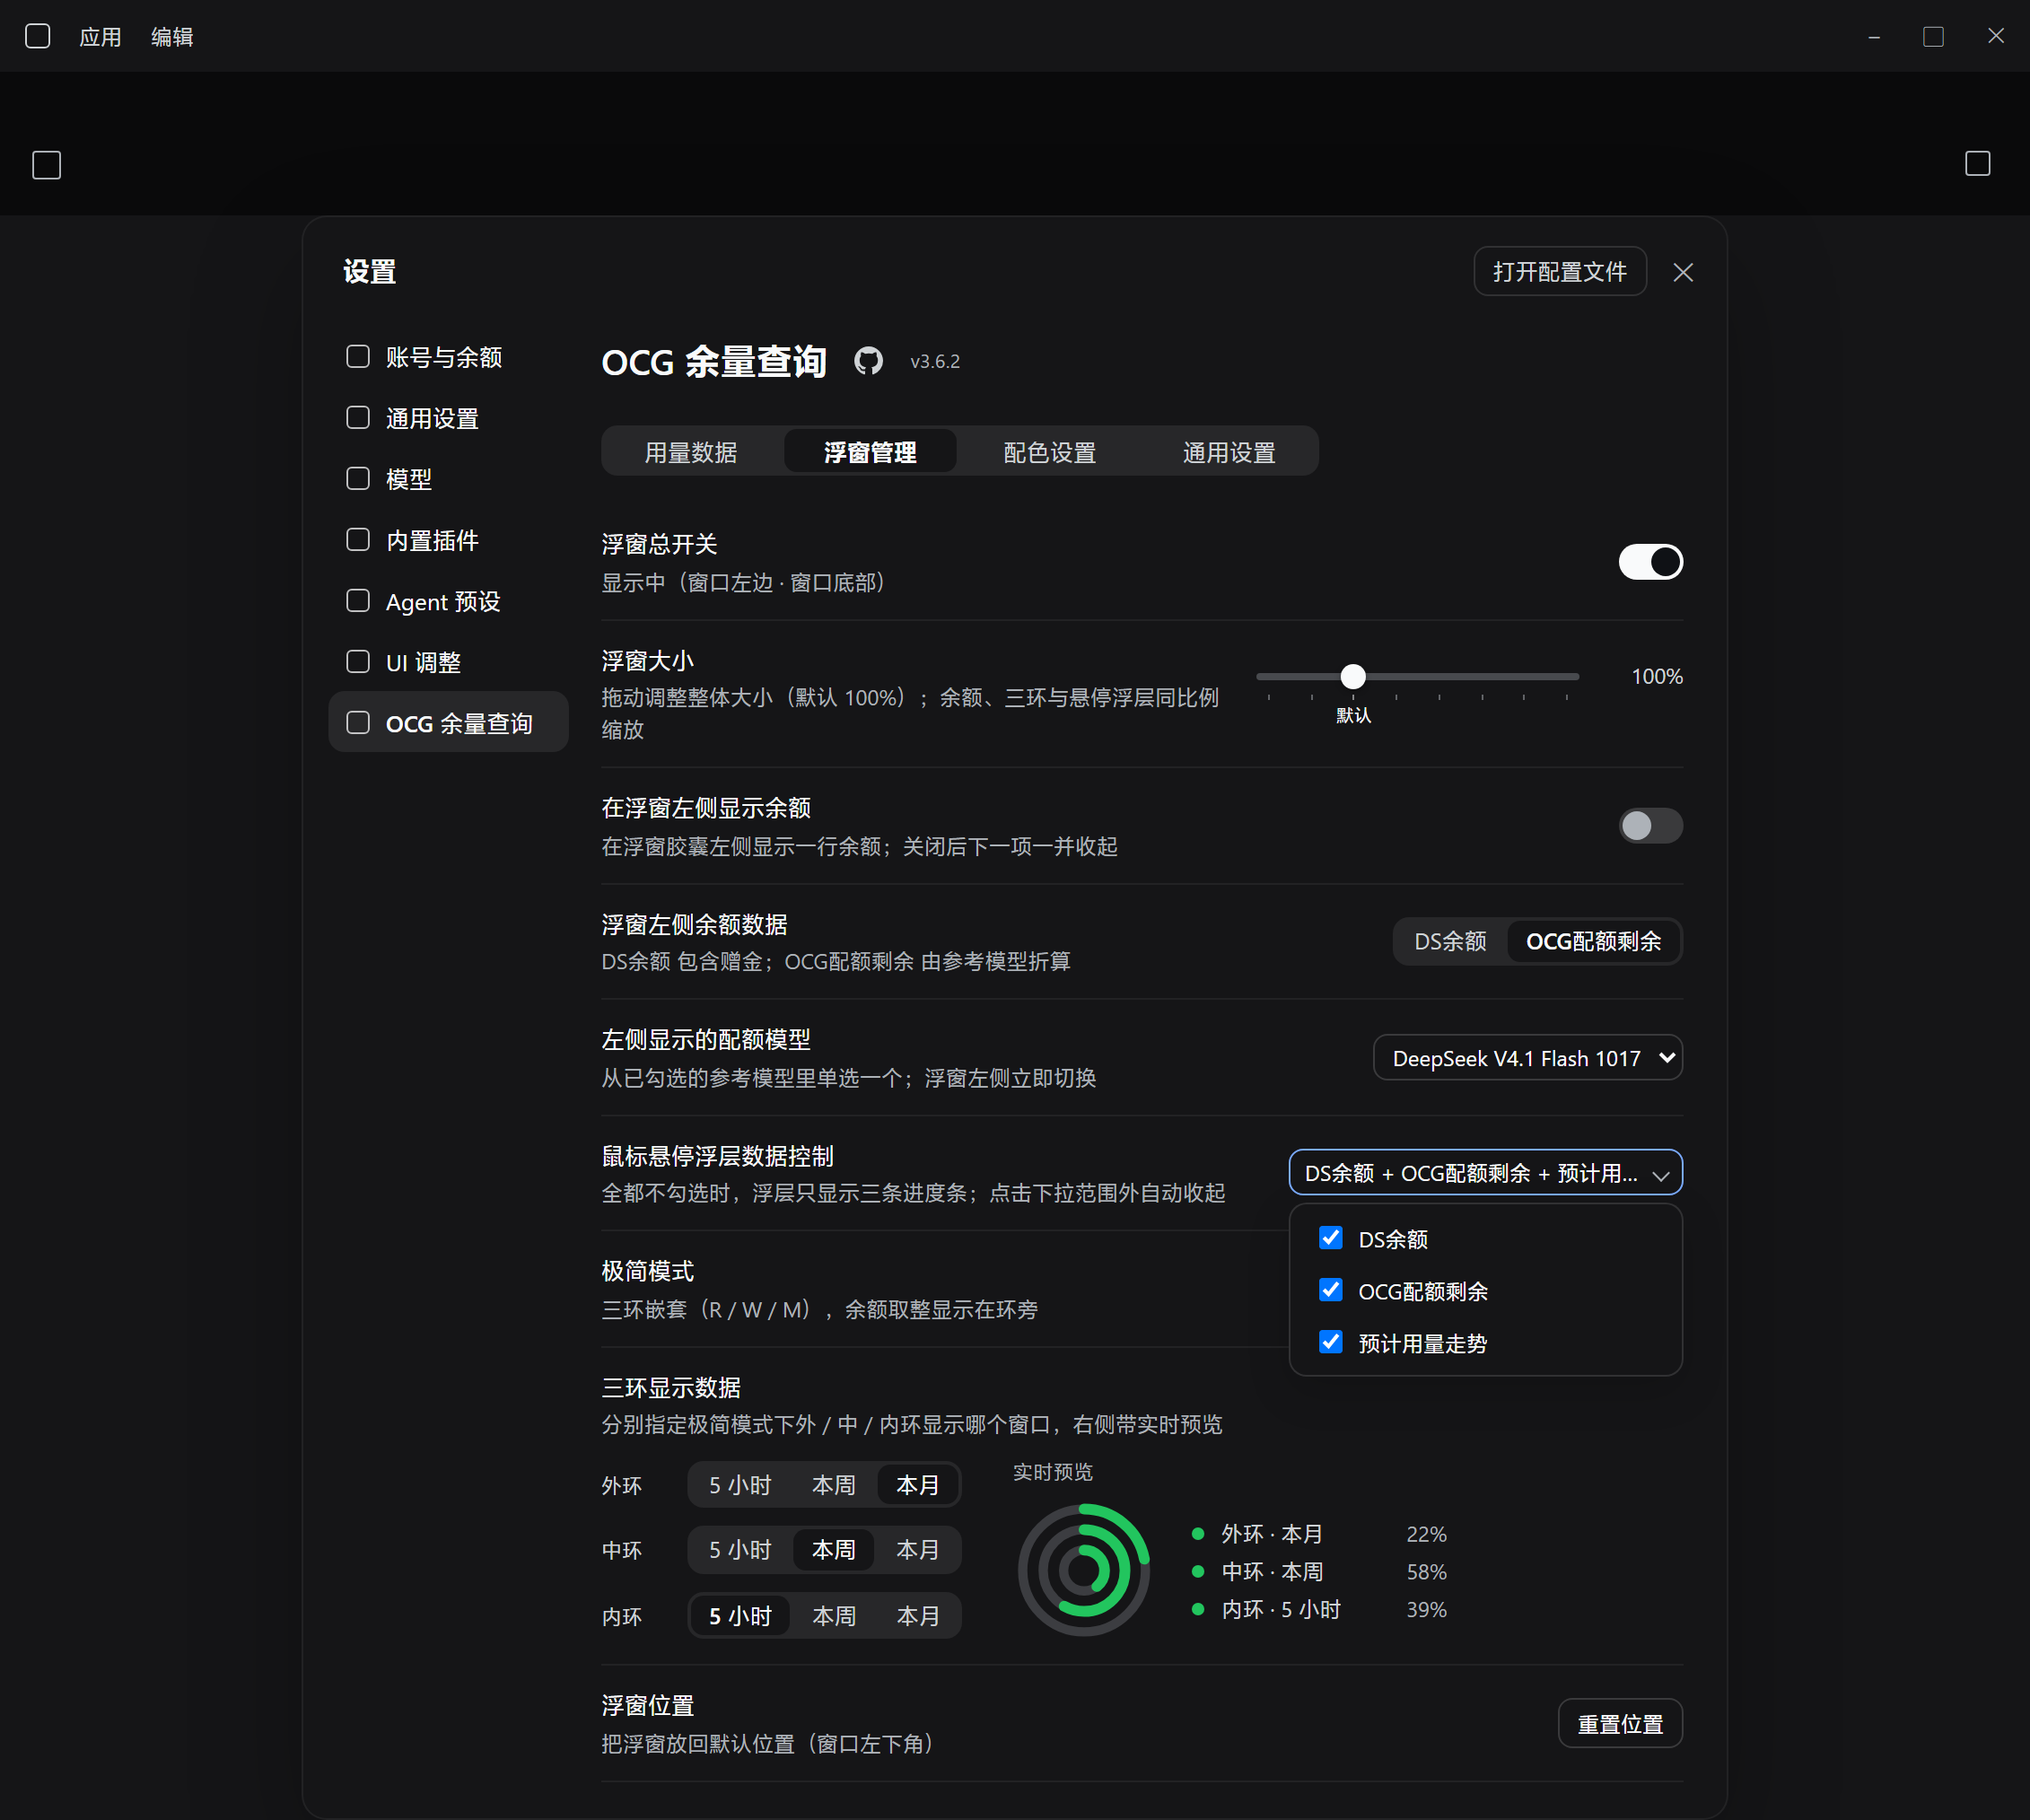 应用 编辑
设置
打开配置文件
账号与余额
通用设置
模型
内置插件
Agent 预设
UI 调整
OCG 余量查询
OCG 余量查询 v3.6.2
用量数据 浮窗管理 配色设置 通用设置
浮窗总开关
显示中（窗口左边 · 窗口底部）
浮窗大小
拖动调整整体大小（默认 100%）；余额、三环与悬停浮层同比例
缩放
100%
默认
在浮窗左侧显示余额
在浮窗胶囊左侧显示一行余额；关闭后下一项一并收起
浮窗左侧余额数据
DS余额 包含赠金；OCG配额剩余 由参考模型折算
DS余额 OCG配额剩余
左侧显示的配额模型
从已勾选的参考模型里单选一个；浮窗左侧立即切换
DeepSeek V4.1 Flash 1017
鼠标悬停浮层数据控制
全都不勾选时，浮层只显示三条进度条；点击下拉范围外自动收起
DS余额 + OCG配额剩余 + 预计用...
DS余额
OCG配额剩余
预计用量走势
极简模式
三环嵌套（R / W / M），余额取整显示在环旁
三环显示数据
分别指定极简模式下外 / 中 / 内环显示哪个窗口，右侧带实时预览
外环 5 小时 本周 本月
中环 5 小时 本周 本月
内环 5 小时 本周 本月
实时预览
外环 · 本月 22%
中环 · 本周 58%
内环 · 5 小时 39%
浮窗位置
把浮窗放回默认位置（窗口左下角）
重置位置